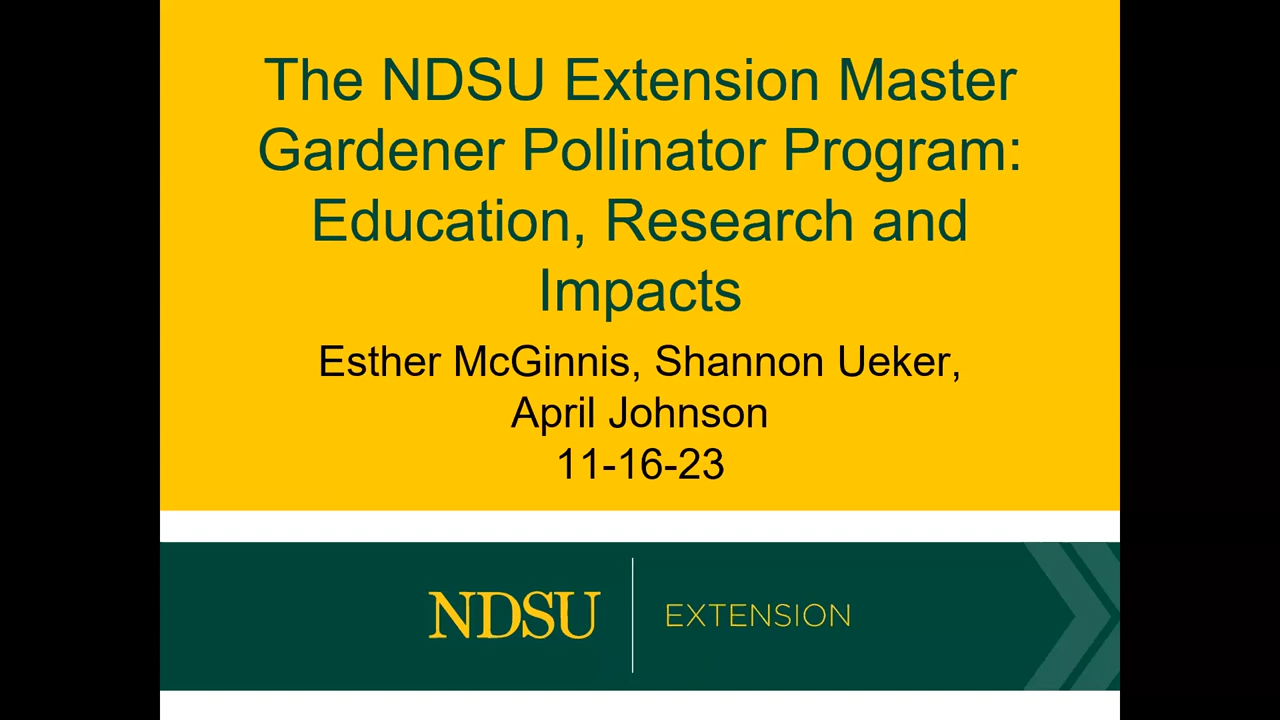 The NDSU Extension Master
Gardener Pollinator Program:
Education, Research and
Impacts
Esther McGinnis, Shannon Ueker,
April Johnson
11-16-23
NDSU EXTENSION